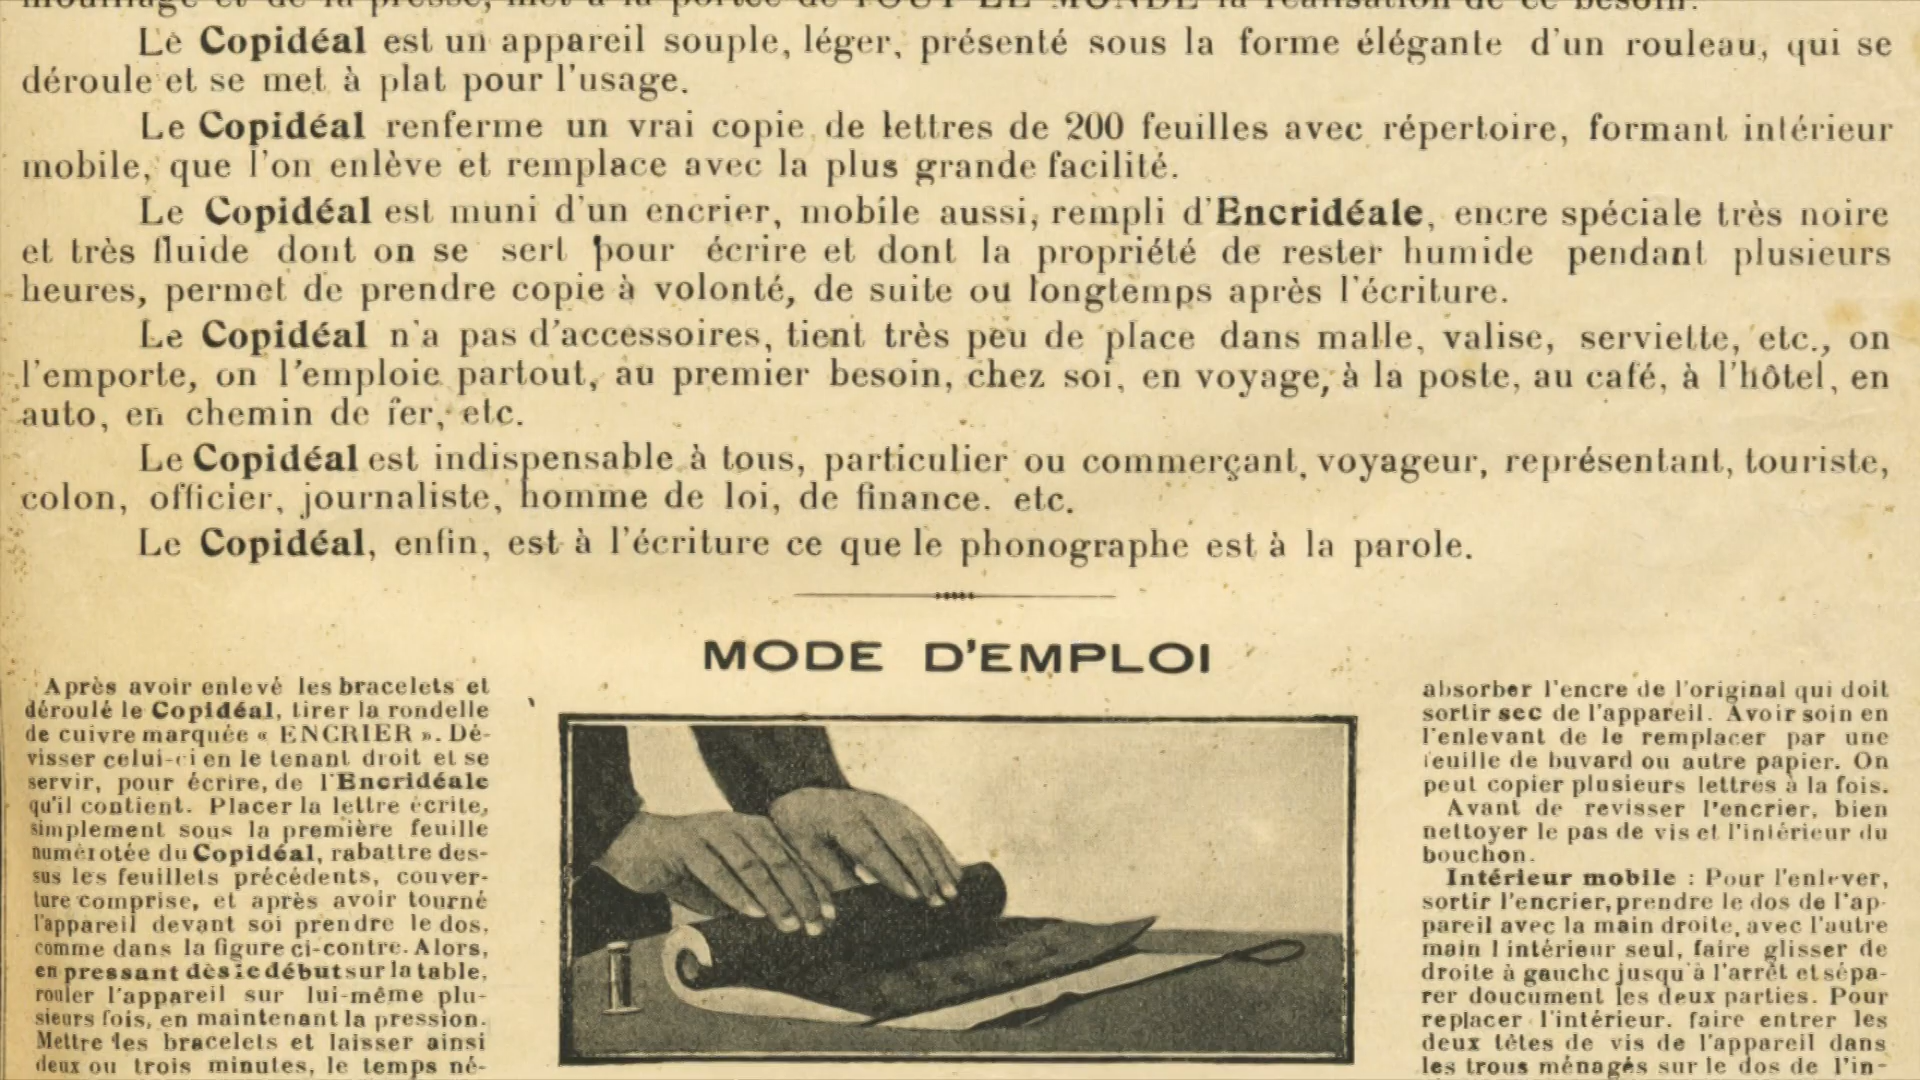 mouillage et de la presse, met à la portée de TOUT LE MONDE la réalisation de ce besoin.
Le Copidéal est un appareil souple, léger, présenté sous la forme élégante d'un rouleau, qui se
déroule et se met à plat pour l'usage.
Le Copidéal renferme un vrai copie de lettres de 200 feuilles avec répertoire, formant intérieur
mobile, que l'on enlève et remplace avec la plus grande facilité.
Le Copidéal est muni d'un encrier, mobile aussi, rempli d'Encridéale, encre spéciale très noire
et très fluide dont on se sert pour écrire et dont la propriété de rester humide pendant plusieurs
heures, permet de prendre copie à volonté, de suite ou longtemps après l'écriture.
Le Copidéal n'a pas d'accessoires, tient très peu de place dans malle, valise, serviette, etc., on
l'emporte, on l'emploie partout, au premier besoin, chez soi, en voyage, à la poste, au café, à l'hôtel, en
auto, en chemin de fer, etc.
Le Copidéal est indispensable à tous, particulier ou commerçant, voyageur, représentant, touriste,
colon, officier, journaliste, homme de loi, de finance. etc.
Le Copidéal, enfin, est à l'écriture ce que le phonographe est à la parole.
MODE D'EMPLOI
Après avoir enlevé les bracelets et
déroulé le Copidéal, tirer la rondelle
de cuivre marquée « ENCRIER ». Dé-
visser celui-ci en le tenant droit et se
servir, pour écrire, de l'Encridéale
qu'il contient. Placer la lettre écrite,
simplement sous la première feuille
numérotée du Copidéal, rabattre des-
sus les feuillets précédents, couver-
ture comprise, et après avoir tourné
l'appareil devant soi prendre le dos,
comme dans la figure ci-contre. Alors,
en pressant dès le début sur la table,
rouler l'appareil sur lui-même plu-
sieurs fois, en maintenant la pression.
Mettre les bracelets et laisser ainsi
deux ou trois minutes, le temps né-
absorber l'encre de l'original qui doit
sortir sec de l'appareil. Avoir soin en
l'enlevant de le remplacer par une
feuille de buvard ou autre papier. On
peut copier plusieurs lettres à la fois.
Avant de revisser l'encrier, bien
nettoyer le pas de vis et l'intérieur du
bouchon.
Intérieur mobile : Pour l'enlever,
sortir l'encrier, prendre le dos de l'ap-
pareil avec la main droite, avec l'autre
main l intérieur seul, faire glisser de
droite à gauche jusqu'à l'arrêt et sépa-
rer doucument les deux parties. Pour
replacer l'intérieur. faire entrer les
deux têtes de vis de l'appareil dans
les trous ménagés sur le dos de l'in-